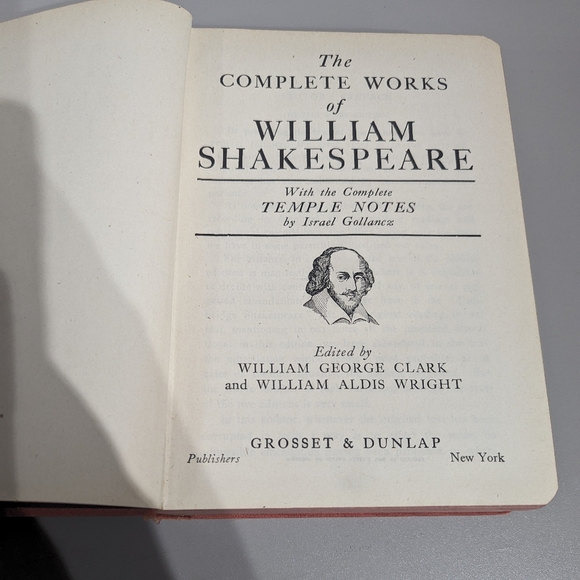 The
COMPLETE WORKS
of
WILLIAM
SHAKESPEARE
With the Complete
TEMPLE NOTES
by Israel Gollancz
Edited by
WILLIAM GEORGE CLARK
and WILLIAM ALDIS WRIGHT
GROSSET & DUNLAP
Publishers New York